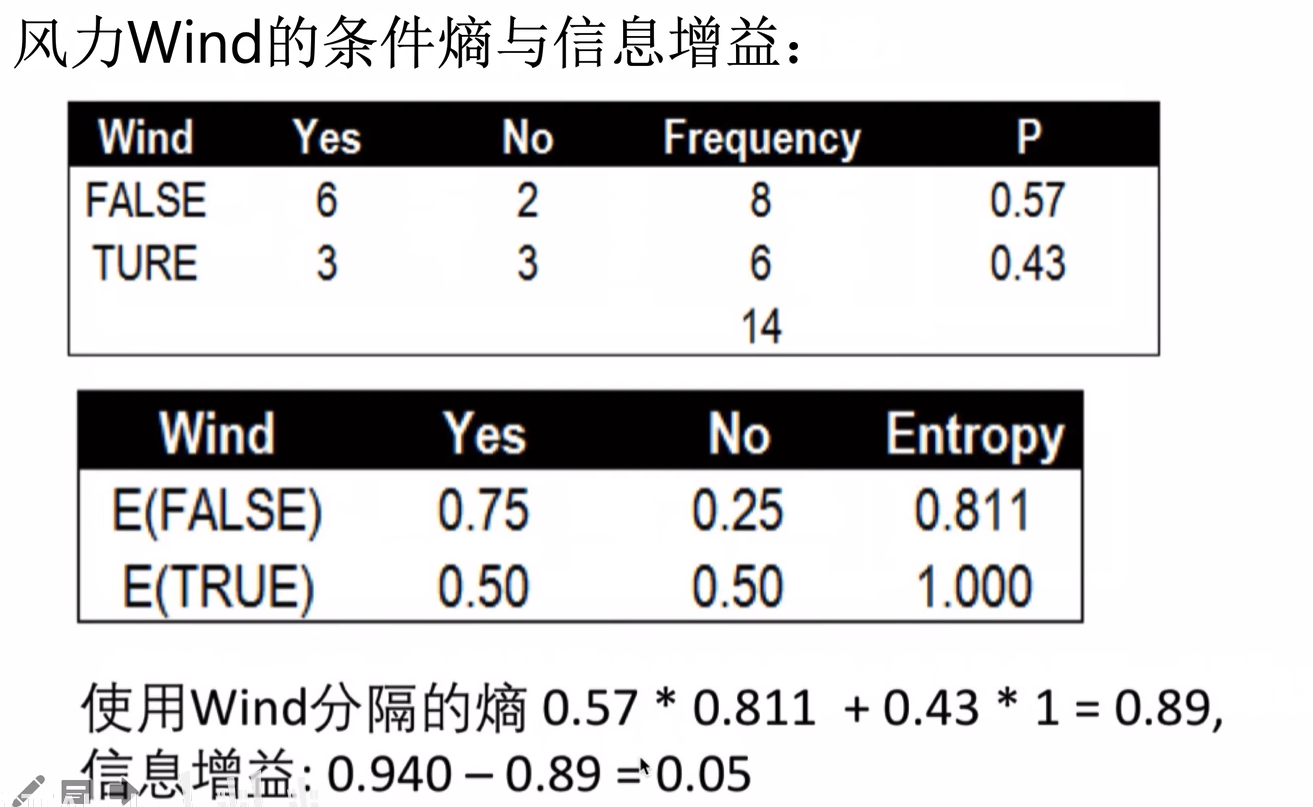 风力Wind的条件熵与信息增益：
Wind Yes No Frequency P
FALSE 6 2 8 0.57
TURE 3 3 6 0.43
14
Wind Yes No Entropy
E(FALSE) 0.75 0.25 0.811
E(TRUE) 0.50 0.50 1.000
使用Wind分隔的熵 0.57 * 0.811 + 0.43 * 1 = 0.89,
信息增益: 0.940 – 0.89 = 0.05